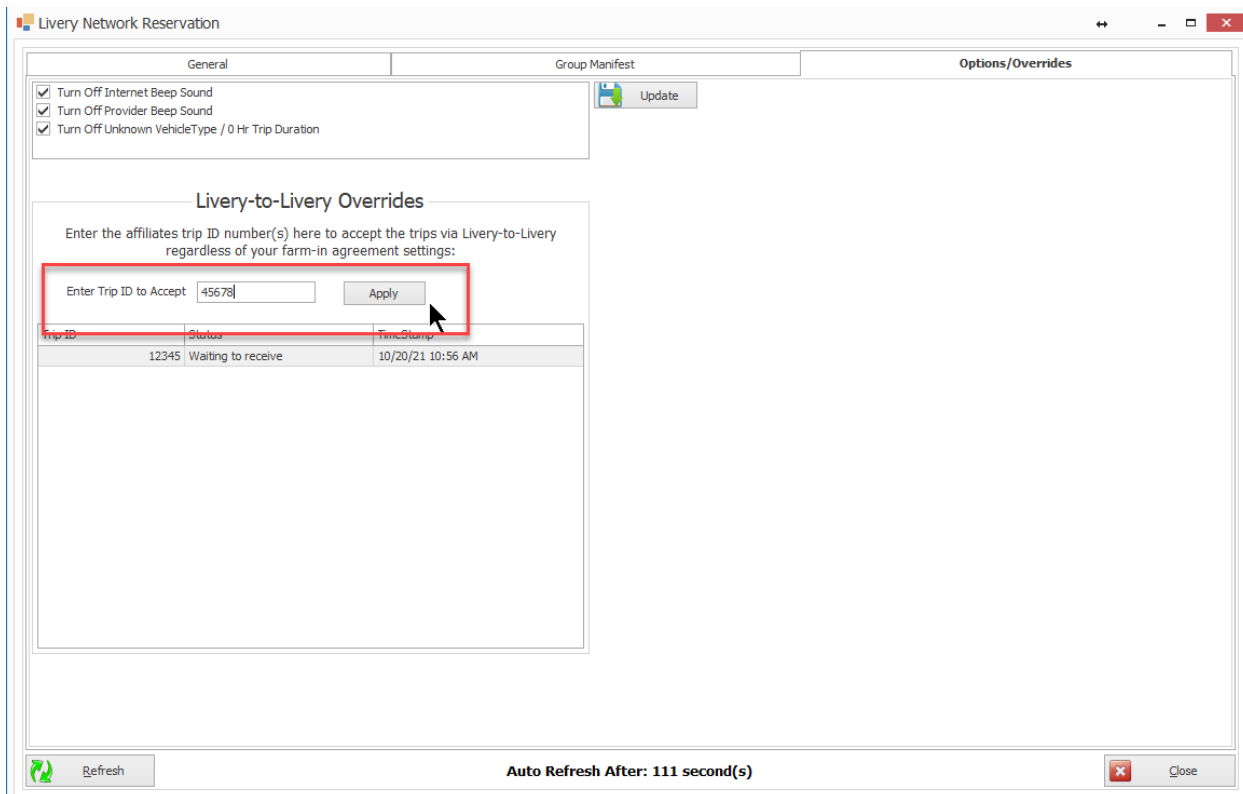 Livery Network Reservation
General
Group Manifest
Options/Overrides
Turn Off Internet Beep Sound
Turn Off Provider Beep Sound
Turn Off Unknown VehideType / 0 Hr Trip Duration
Update
Livery-to-Livery Overrides
Enter the affiliates trip ID number(s) here to accept the trips via Livery-to-Livery
regardless of your farm-in agreement settings:
Enter Trip ID to Accept 45678 Apply
Trip ID Status TimeStamp
12345 Waiting to receive 10/20/21 10:56 AM
Refresh
Auto Refresh After: 111 second(s)
Close